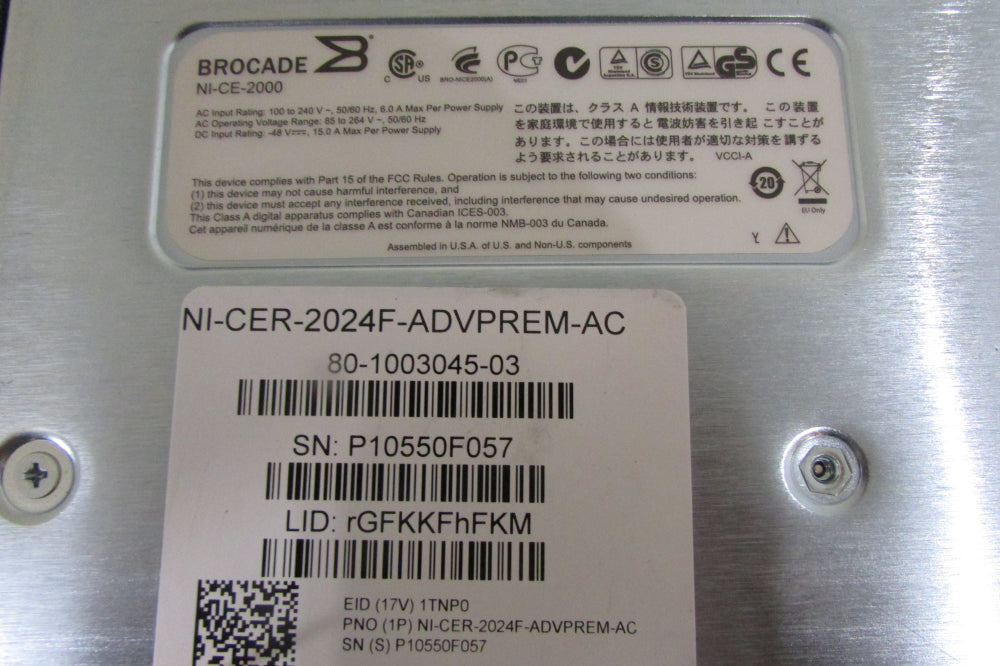 BROCADE
NI-CE-2000
AC Input Rating: 100 to 240 V ~, 50/60 Hz, 6.0 A Max Per Power Supply
AC Operating Voltage Range: 85 to 264 V ~, 50/60 Hz
DC Input Rating: -48 V⎓, 15.0 A Max Per Power Supply
C SA ® US
BRO-NICE2000(A)
この装置は、クラス A 情報技術装置です。 この装置
を家庭環境で使用すると電波妨害を引き起 こすことが
あります。この場合には使用者が適切な対策を講ずる
よう要求されることがあります。 VCCI-A
This device complies with Part 15 of the FCC Rules. Operation is subject to the following two conditions:
(1) this device may not cause harmful interference, and
(2) this device must accept any interference received, including interference that may cause undesired operation.
This Class A digital apparatus complies with Canadian ICES-003.
Cet appareil numérique de la classe A est conforme à la norme NMB-003 du Canada.
20
EU Only
Assembled in U.S.A. of U.S. and Non-U.S. components
Y.
NI-CER-2024F-ADVPREM-AC
80-1003045-03
SN: P10550F057
LID: rGFKKFhFKM
EID (17V) 1TNP0
PNO (1P) NI-CER-2024F-ADVPREM-AC
SN (S) P10550F057